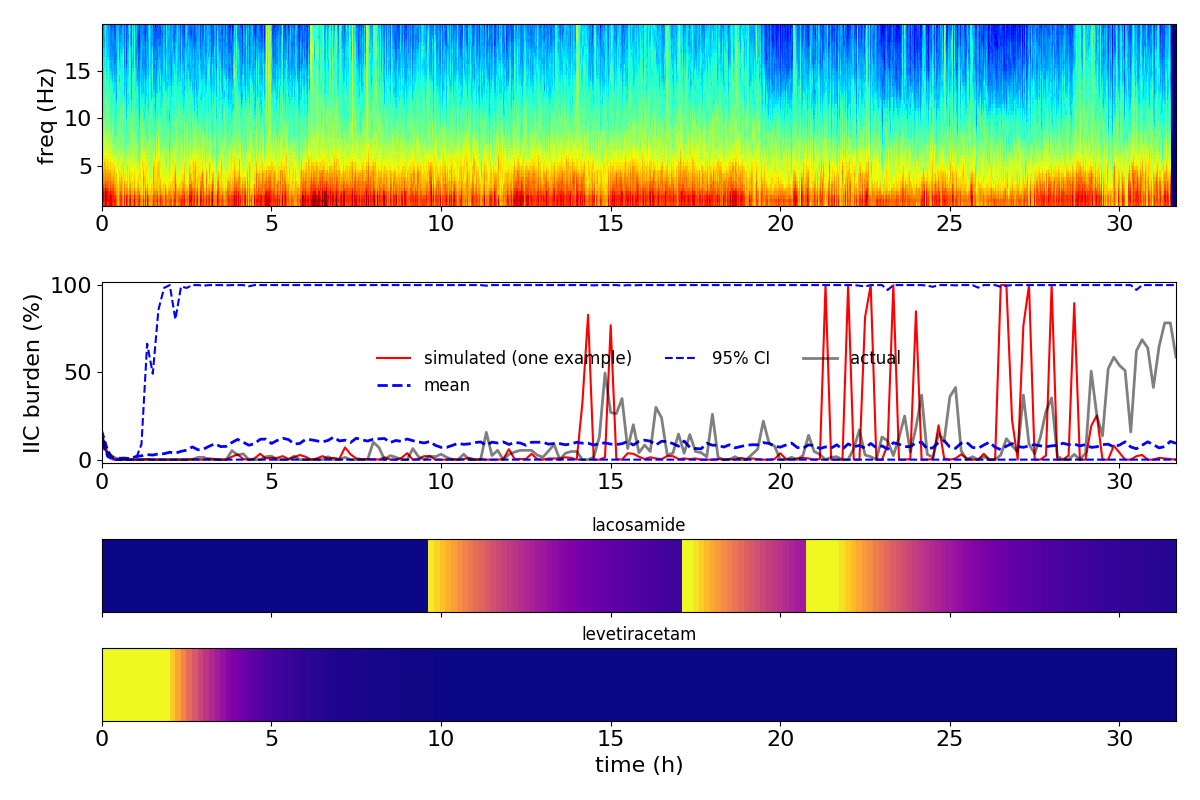 freq (Hz)
15
10
5
0 5 10 15 20 25 30
IIC burden (%)
100
50
0
simulated (one example) 95% CI actual
mean
0 5 10 15 20 25 30
lacosamide
levetiracetam
0 5 10 15 20 25 30
time (h)